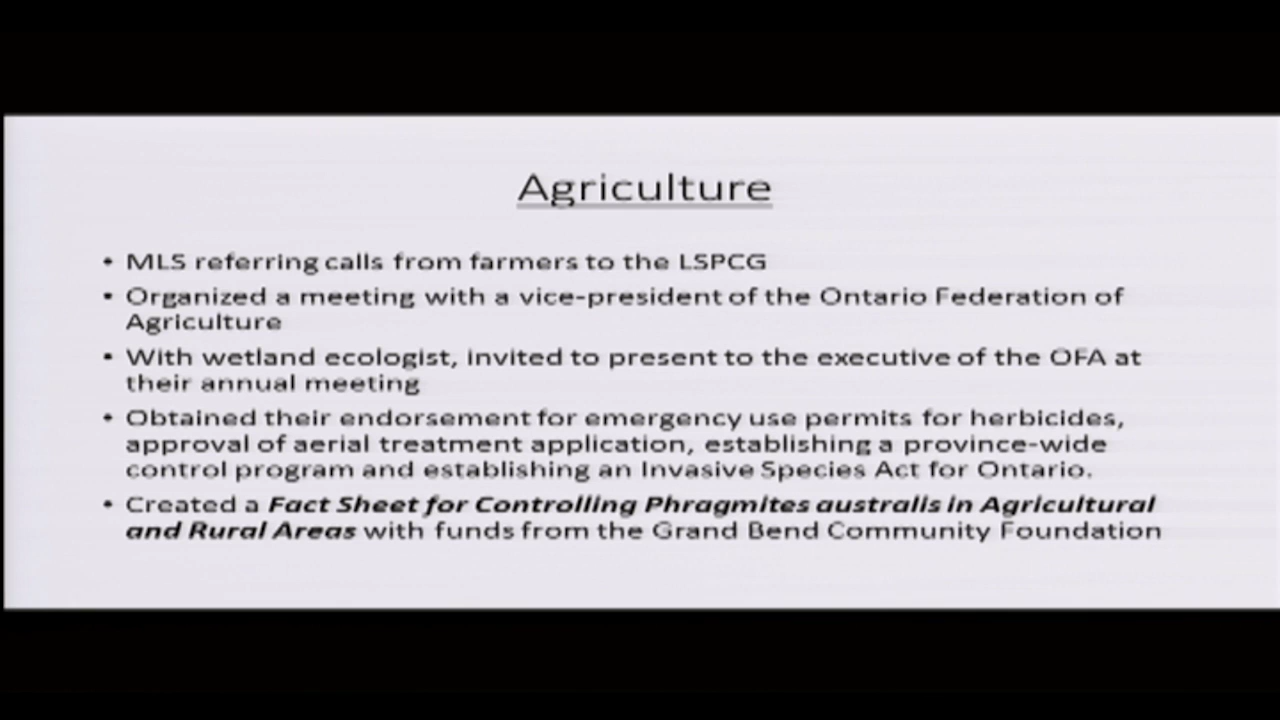 Agriculture
• MLS referring calls from farmers to the LSPCG
• Organized a meeting with a vice-president of the Ontario Federation of
Agriculture
• With wetland ecologist, invited to present to the executive of the OFA at
their annual meeting
• Obtained their endorsement for emergency use permits for herbicides,
approval of aerial treatment application, establishing a province-wide
control program and establishing an Invasive Species Act for Ontario.
• Created a Fact Sheet for Controlling Phragmites australis in Agricultural
and Rural Areas with funds from the Grand Bend Community Foundation